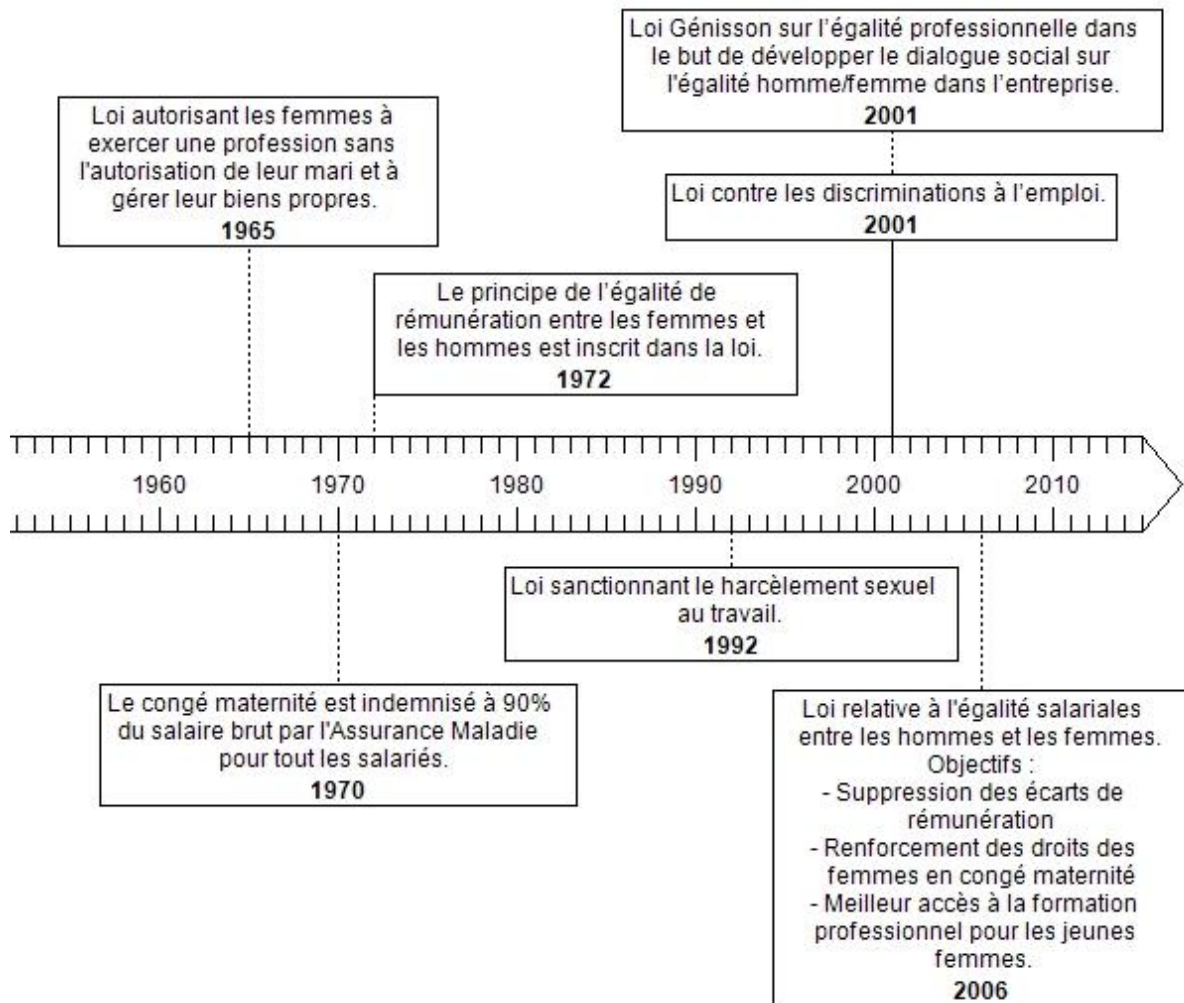 Loi Génisson sur l’égalité professionnelle dans
le but de développer le dialogue social sur
l'égalité homme/femme dans l’entreprise.
2001
Loi autorisant les femmes à
exercer une profession sans
l'autorisation de leur mari et à
gérer leur biens propres.
1965
Loi contre les discriminations à l’emploi.
2001
Le principe de l’égalité de
rémunération entre les femmes et
les hommes est inscrit dans la loi.
1972
1960 1970 1980 1990 2000 2010
Loi sanctionnant le harcèlement sexuel
au travail.
1992
Le congé maternité est indemnisé à 90%
du salaire brut par l'Assurance Maladie
pour tout les salariés.
1970
Loi relative à l'égalité salariales
entre les hommes et les femmes.
Objectifs :
- Suppression des écarts de
rémunération
- Renforcement des droits des
femmes en congé maternité
- Meilleur accès à la formation
professionnel pour les jeunes
femmes.
2006